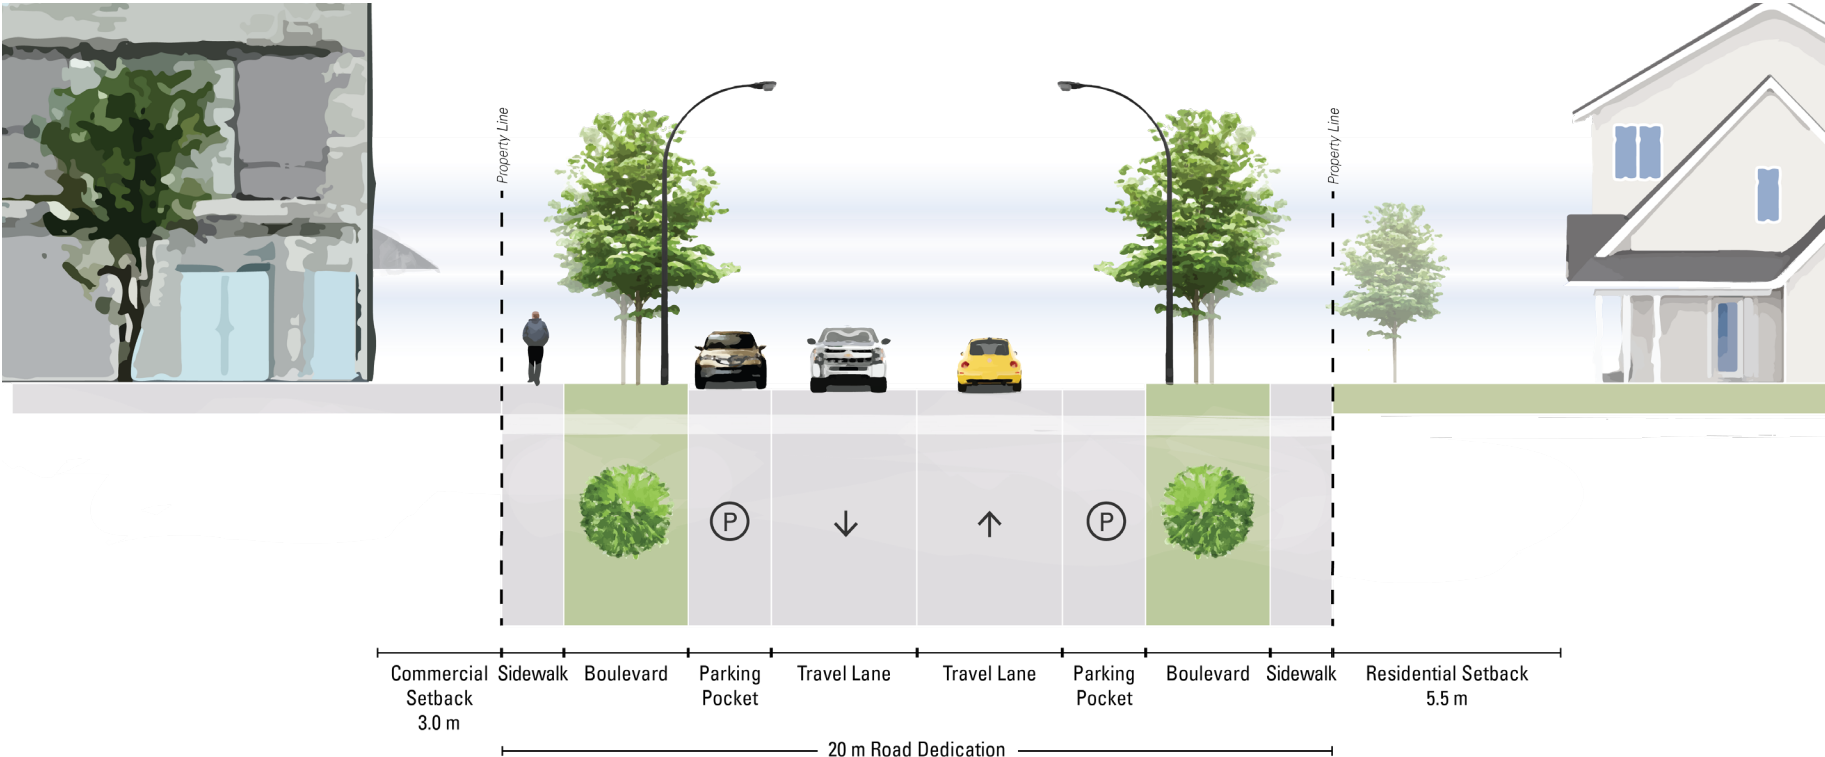 Property Line
Property Line
P
P
Commercial
Setback
3.0 m
Sidewalk
Boulevard
Parking
Pocket
Travel Lane
Travel Lane
Parking
Pocket
Boulevard
Sidewalk
Residential Setback
5.5 m
20 m Road Dedication